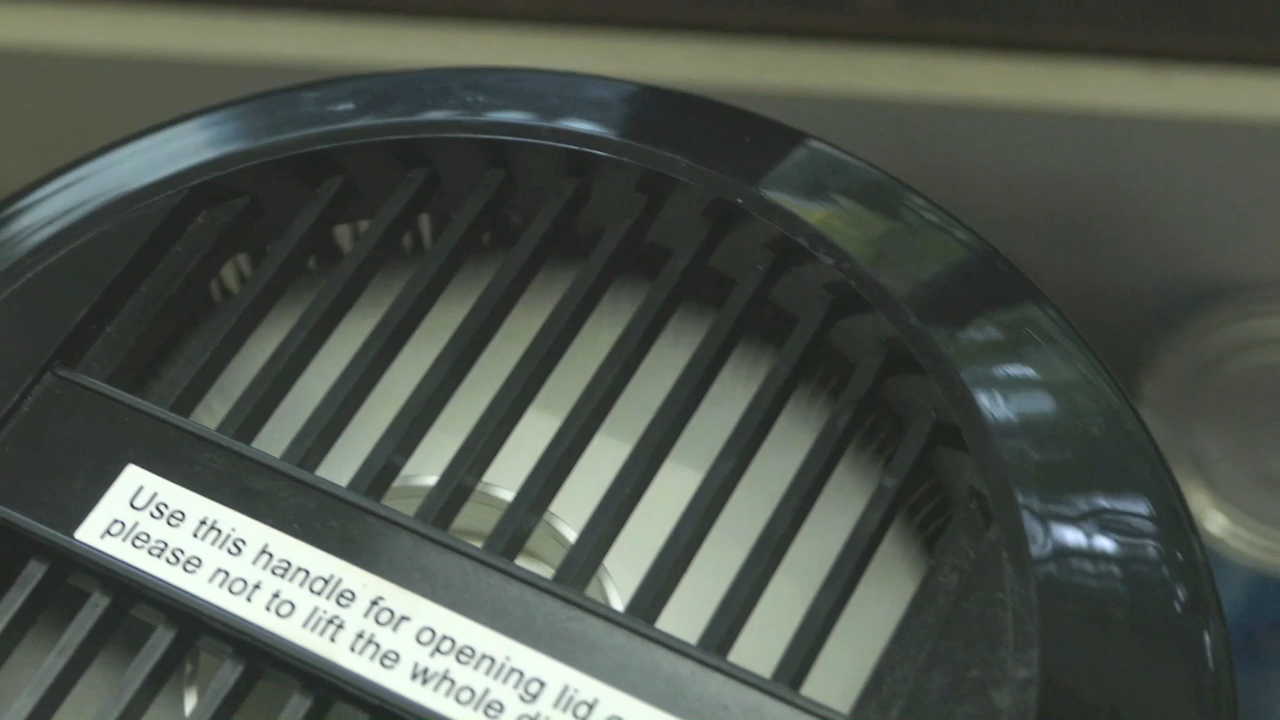 Use this handle for opening lid
please not to lift the whole